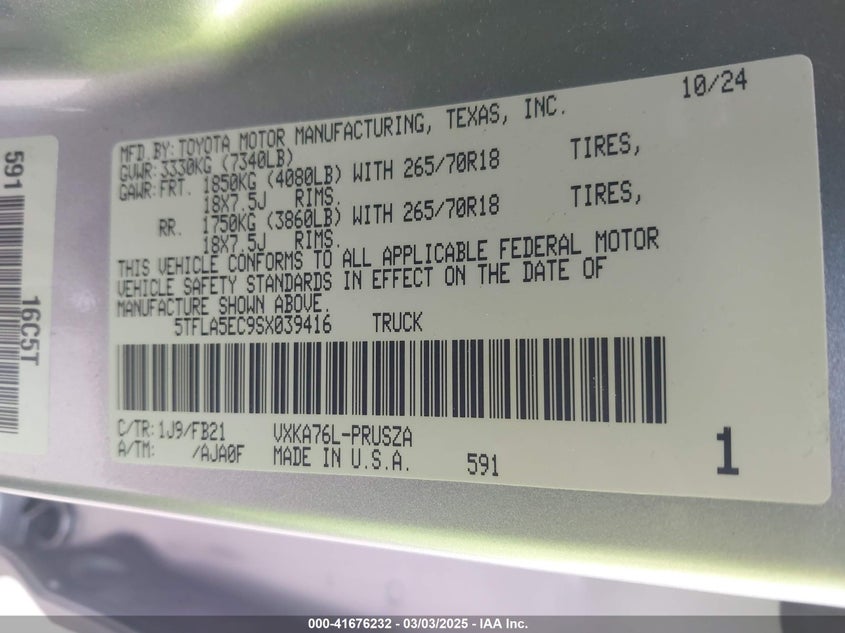 10/24
MFD.BY:TOYOTA MOTOR MANUFACTURING, TEXAS, INC.
GVWR:3330KG (7340LB)
GAWR:FRT. 1850KG (4080LB) WITH 265/70R18 TIRES,
18X7.5J RIMS.
RR. 1750KG (3860LB) WITH 265/70R18 TIRES,
18X7.5J RIMS.
THIS VEHICLE CONFORMS TO ALL APPLICABLE FEDERAL MOTOR
VEHICLE SAFETY STANDARDS IN EFFECT ON THE DATE OF
MANUFACTURE SHOWN ABOVE.
5TFLA5EC9SX039416 TRUCK
C/TR:1J9/FB21 VXKA76L-PRUSZA
A/TM: /AJA0F MADE IN U.S.A. 591 1
591
16C5T
000-41676232 - 03/03/2025 - IAA Inc.